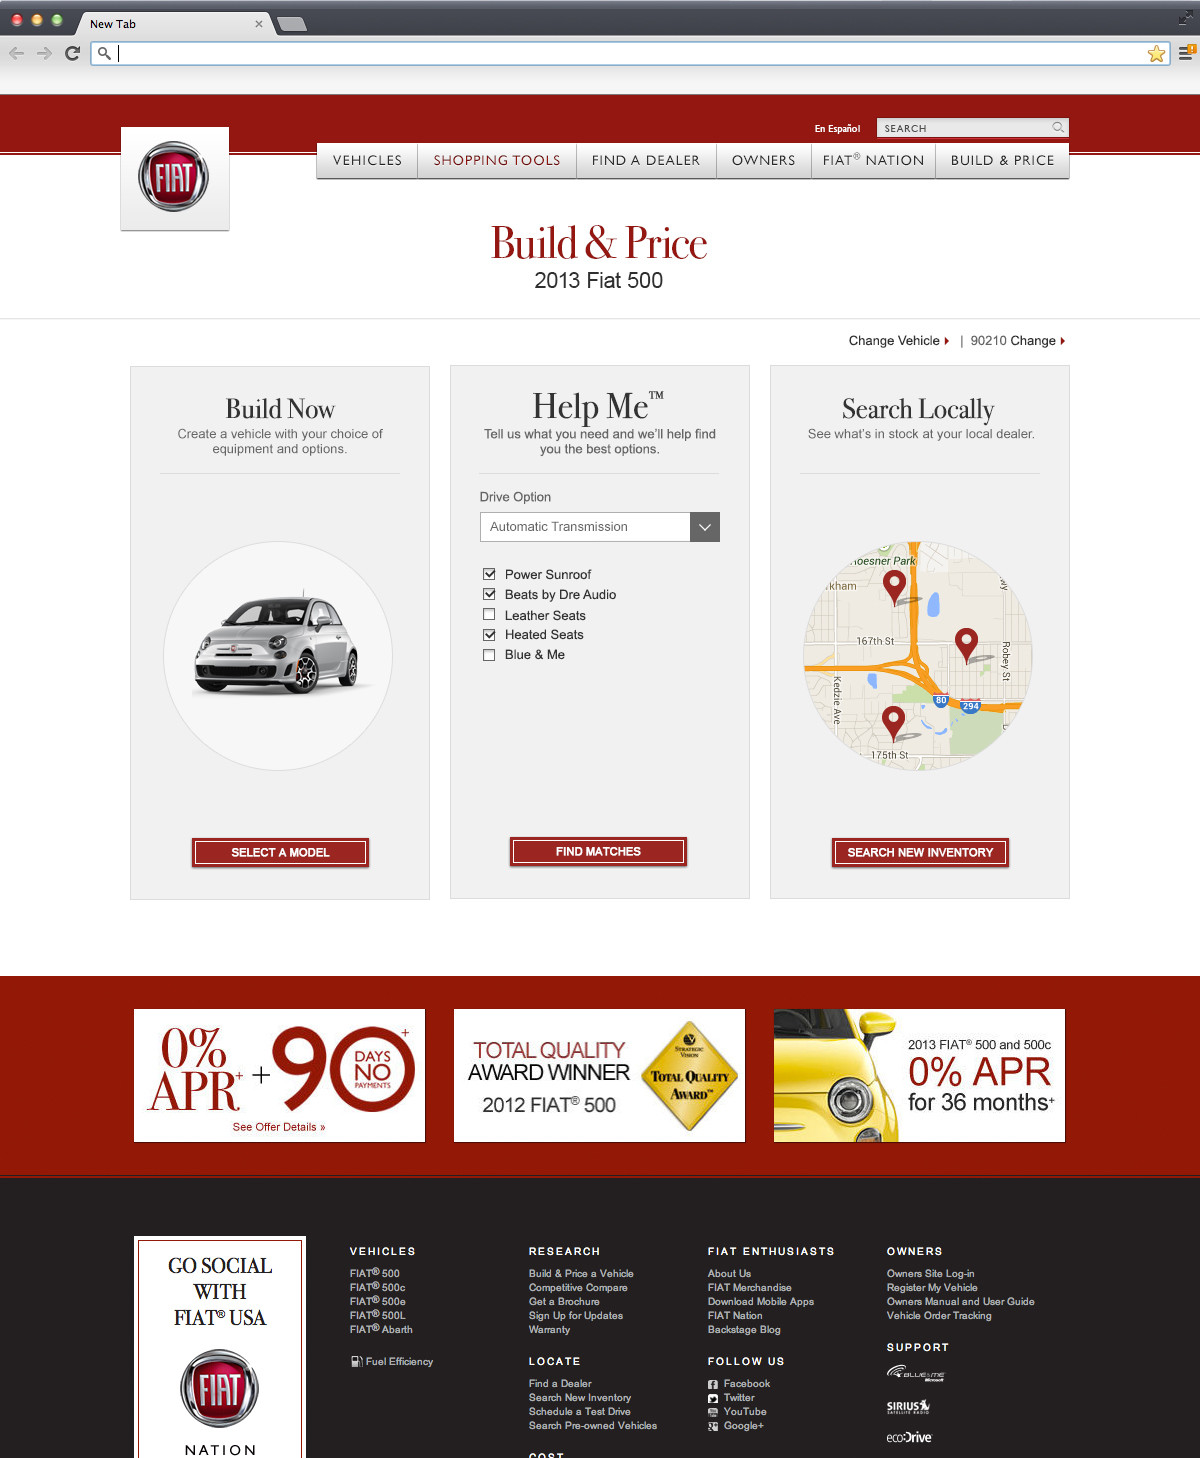 New Tab
En Español
SEARCH
FIAT
VEHICLES
SHOPPING TOOLS
FIND A DEALER
OWNERS
FIAT® NATION
BUILD & PRICE
Build & Price
2013 Fiat 500
Change Vehicle | 90210 Change
Build Now
Create a vehicle with your choice of
equipment and options.
SELECT A MODEL
Help Me™
Tell us what you need and we'll help find
you the best options.
Drive Option
Automatic Transmission
Power Sunroof
Beats by Dre Audio
Leather Seats
Heated Seats
Blue & Me
FIND MATCHES
Search Locally
See what's in stock at your local dealer.
hoesner Park
rkham
wy
167th St
Robey St
Kedzie Ave
80
294
175th St
SEARCH NEW INVENTORY
0%
APR+
+
90+
DAYS
NO
PAYMENTS
See Offer Details »
TOTAL QUALITY
AWARD WINNER
2012 FIAT® 500
STRATEGIC
VISION
TOTAL QUALITY
AWARD™
2013 FIAT® 500 and 500c
0% APR
for 36 months+
GO SOCIAL
WITH
FIAT® USA
FIAT
NATION
VEHICLES
FIAT® 500
FIAT® 500c
FIAT® 500e
FIAT® 500L
FIAT® Abarth
Fuel Efficiency
RESEARCH
Build & Price a Vehicle
Competitive Compare
Get a Brochure
Sign Up for Updates
Warranty
LOCATE
Find a Dealer
Search New Inventory
Schedule a Test Drive
Search Pre-owned Vehicles
COST
FIAT ENTHUSIASTS
About Us
FIAT Merchandise
Download Mobile Apps
FIAT Nation
Backstage Blog
FOLLOW US
Facebook
Twitter
YouTube
Google+
OWNERS
Owners Site Log-in
Register My Vehicle
Owners Manual and User Guide
Vehicle Order Tracking
SUPPORT
BLUE&ME
Microsoft
SIRIUS
SATELLITE RADIO
eco:Drive